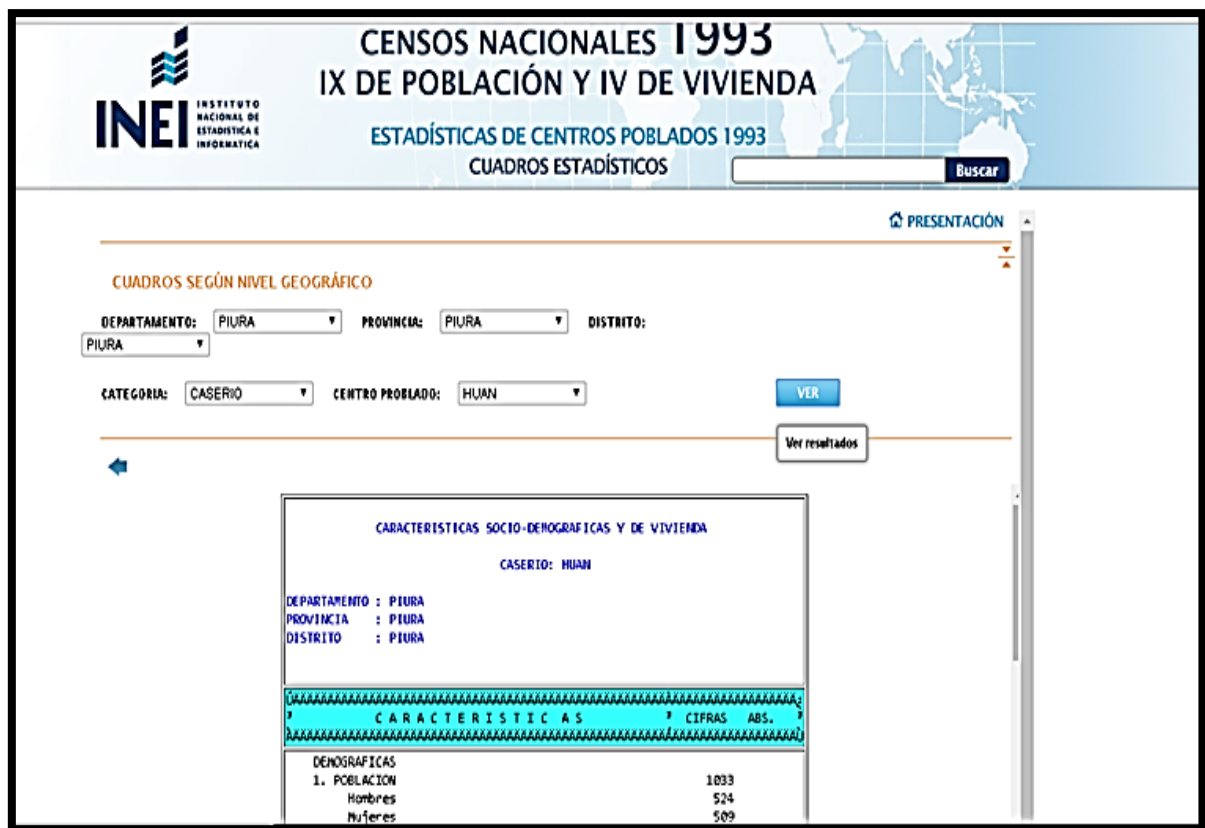 CENSOS NACIONALES 1993
IX DE POBLACIÓN Y IV DE VIVIENDA
INEI
INSTITUTO
NACIONAL DE
ESTADISTICA E
INFORMATICA
ESTADÍSTICAS DE CENTROS POBLADOS 1993
CUADROS ESTADÍSTICOS
Buscar
PRESENTACIÓN
CUADROS SEGÚN NIVEL GEOGRÁFICO
DEPARTAMENTO: PIURA PROVINCIA: PIURA DISTRITO:
PIURA
CATEGORIA: CASERIO CENTRO PROBLADO: HUAN VER
Ver resultados
CARACTERISTICAS SOCIO-DEMOGRAFICAS Y DE VIVIENDA
CASERIO: HUAN
DEPARTAMENTO : PIURA
PROVINCIA : PIURA
DISTRITO : PIURA
C A R A C T E R I S T I C A S CIFRAS ABS.
DEMOGRAFICAS
1. POBLACION 1033
Hombres 524
Mujeres 509